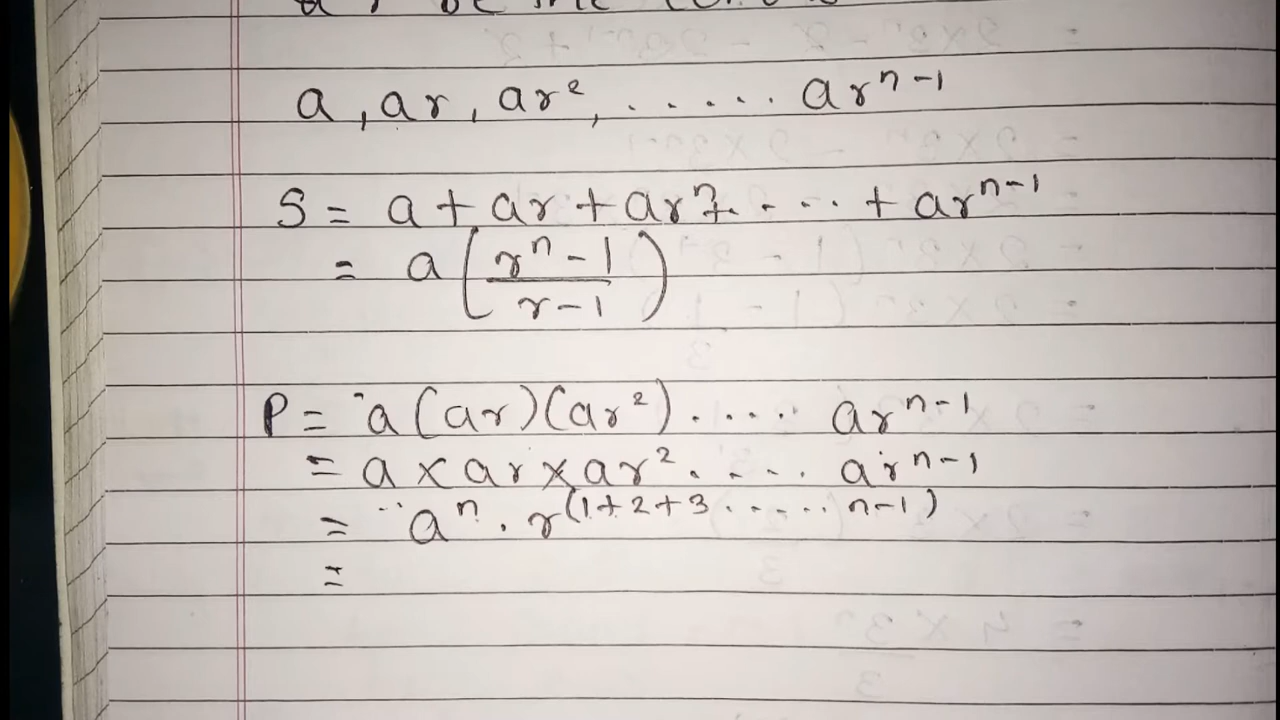 a, ar, ar², ..... arⁿ⁻¹
S = a + ar + ar²+ .... + arⁿ⁻¹
= a((rⁿ - 1)/(r - 1))
P = a(ar)(ar²)..... arⁿ⁻¹
= a × ar × ar².... arⁿ⁻¹
= aⁿ . r^(1+2+3.....n-1)
=